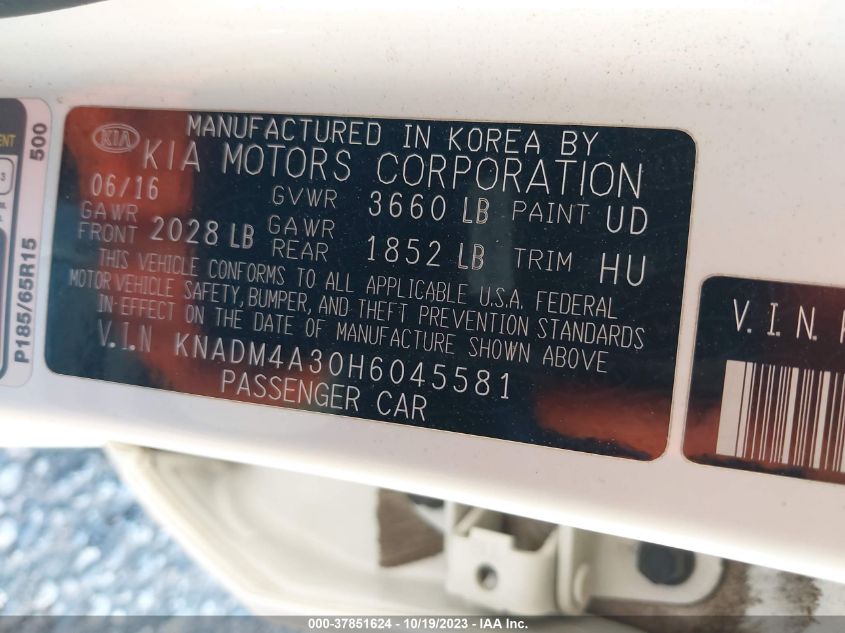 MANUFACTURED IN KOREA BY
KIA KIA MOTORS CORPORATION
06/16 GVWR 3660 LB PAINT UD
GAWR FRONT 2028 LB GAWR REAR 1852 LB TRIM HU
THIS VEHICLE CONFORMS TO ALL APPLICABLE U.S.A. FEDERAL
MOTOR VEHICLE SAFETY, BUMPER, AND THEFT PREVENTION STANDARDS
IN EFFECT ON THE DATE OF MANUFACTURE SHOWN ABOVE
V.I.N KNADM4A30H6045581
PASSENGER CAR
P185/65R15 500
V.I.N.
000-37851624 - 10/19/2023 - IAA Inc.